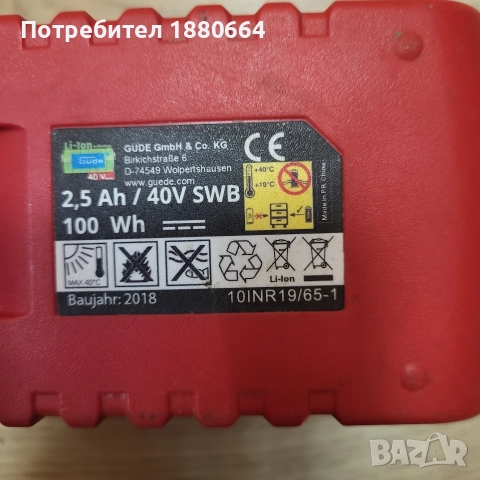 Потребител 1880664
Li-Ion
GÜDE
40 V
GÜDE GmbH & Co. KG
Birkichstraße 6
D-74549 Wolpertshausen
www.guede.com
CE
2,5 Ah / 40V SWB
100 Wh
+40°C
+10°C
Made in P.R. China
MAX 40°C
Li-Ion
Baujahr: 2018
10INR19/65-1
BAZAR